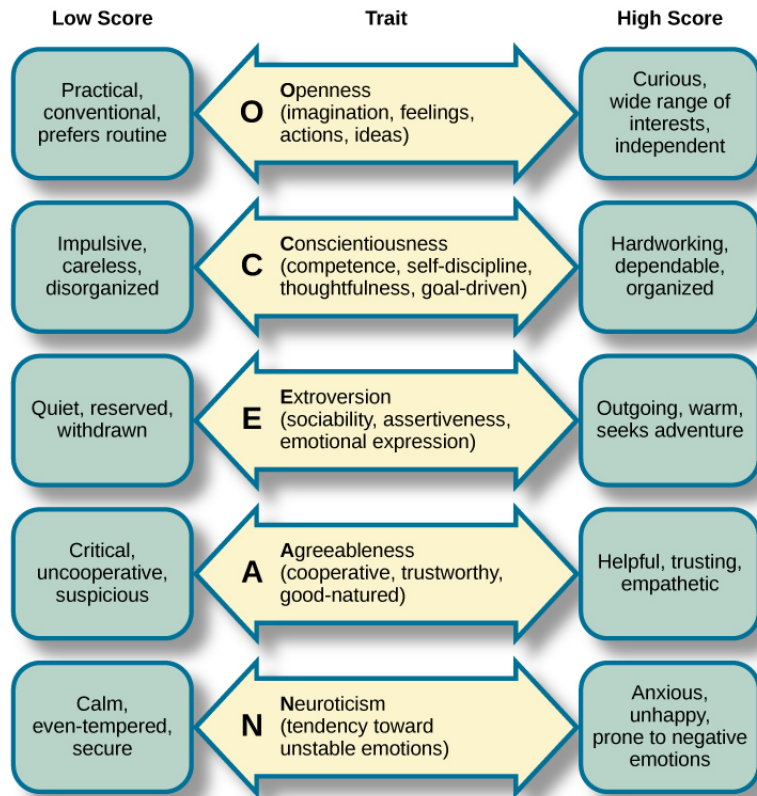 Low Score
Trait
High Score
Practical,
conventional,
prefers routine
O
Openness
(imagination, feelings,
actions, ideas)
Curious,
wide range of
interests,
independent
Impulsive,
careless,
disorganized
C
Conscientiousness
(competence, self-discipline,
thoughtfulness, goal-driven)
Hardworking,
dependable,
organized
Quiet, reserved,
withdrawn
E
Extroversion
(sociability, assertiveness,
emotional expression)
Outgoing, warm,
seeks adventure
Critical,
uncooperative,
suspicious
A
Agreeableness
(cooperative, trustworthy,
good-natured)
Helpful, trusting,
empathetic
Calm,
even-tempered,
secure
N
Neuroticism
(tendency toward
unstable emotions)
Anxious,
unhappy,
prone to negative
emotions